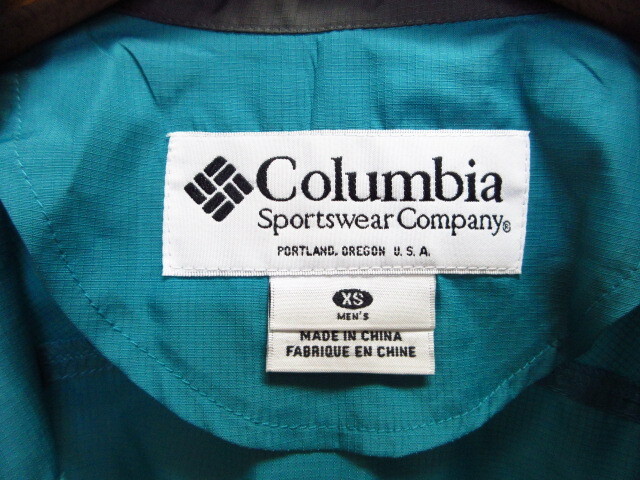 Columbia
Sportswear Company®
PORTLAND, OREGON U.S.A.
XS
MEN'S
MADE IN CHINA
FABRIQUE EN CHINE